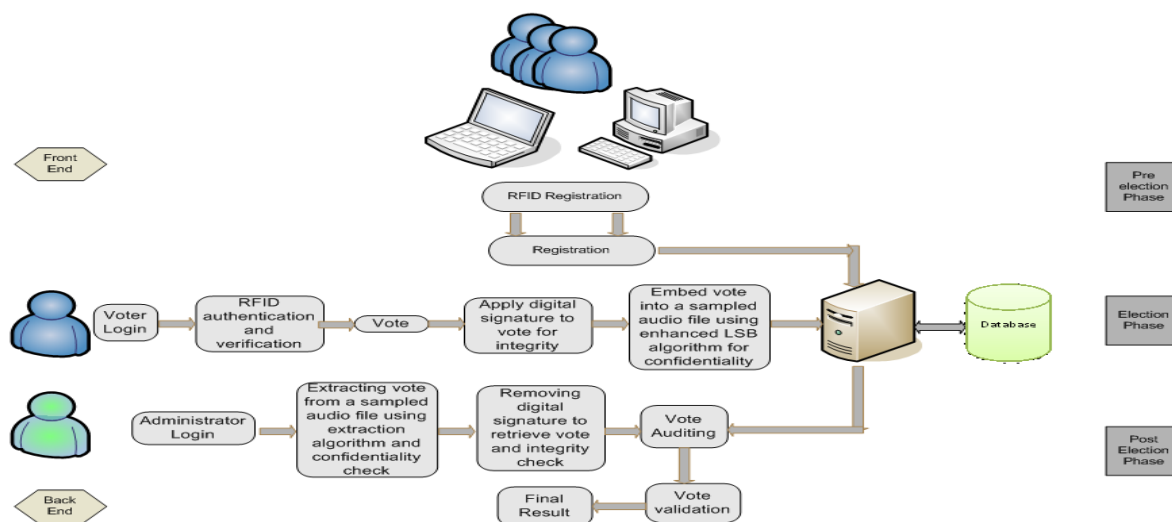 Front
End
Pre
election
Phase
RFID Registration
Registration
Voter
Login
RFID
authentication
and
verification
Vote
Apply digital
signature to
vote for
integrity
Embed vote
into a sampled
audio file using
enhanced LSB
algorithm for
confidentiality
Database
Election
Phase
Administrator
Login
Extracting vote
from a sampled
audio file using
extraction
algorithm and
confidentiality
check
Removing
digital
signature to
retrieve vote
and integrity
check
Vote
Auditing
Post
Election
Phase
Back
End
Final
Result
Vote
validation